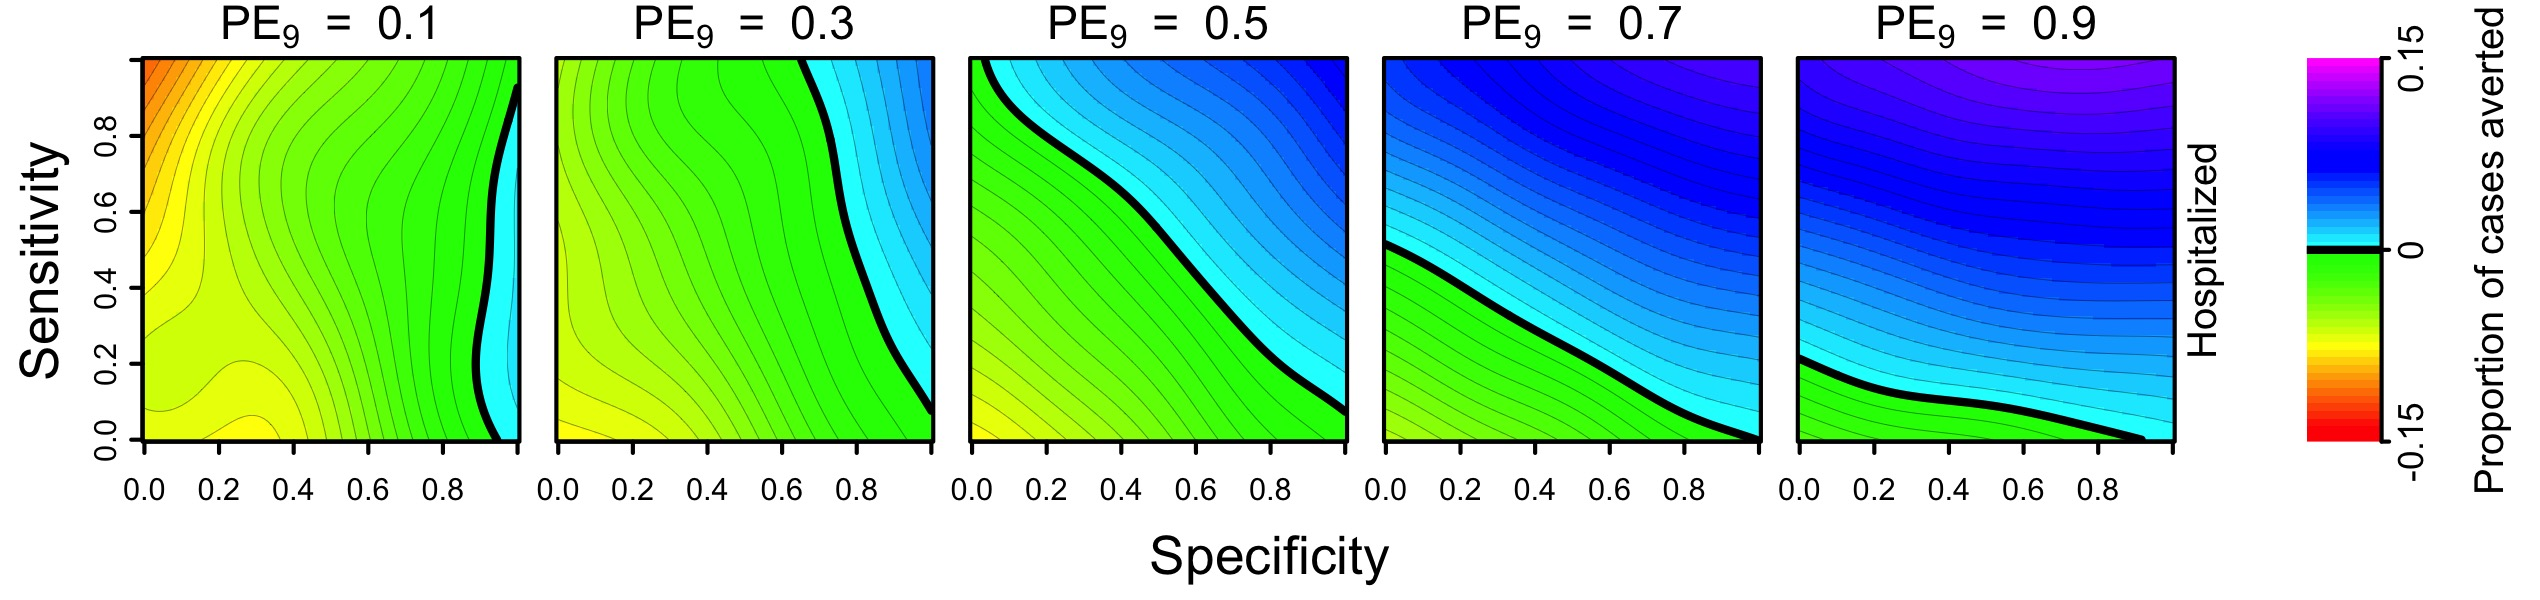 PE9 = 0.1
PE9 = 0.3
PE9 = 0.5
PE9 = 0.7
PE9 = 0.9
Sensitivity
0.8
0.6
0.4
0.2
0.0
0.0 0.2 0.4 0.6 0.8
0.0 0.2 0.4 0.6 0.8
0.0 0.2 0.4 0.6 0.8
0.0 0.2 0.4 0.6 0.8
0.0 0.2 0.4 0.6 0.8
Specificity
Hospitalized
0.15
0
-0.15
Proportion of cases averted